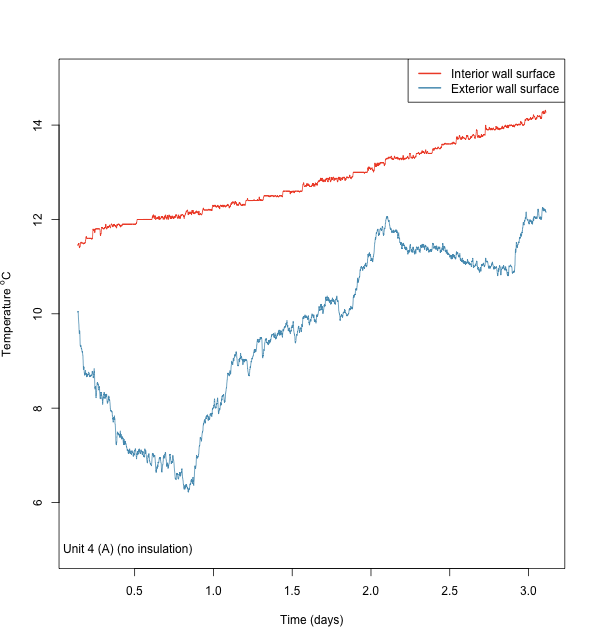 Interior wall surface
Exterior wall surface
14
12
10
8
6
Temperature °C
Unit 4 (A) (no insulation)
0.5 1.0 1.5 2.0 2.5 3.0
Time (days)